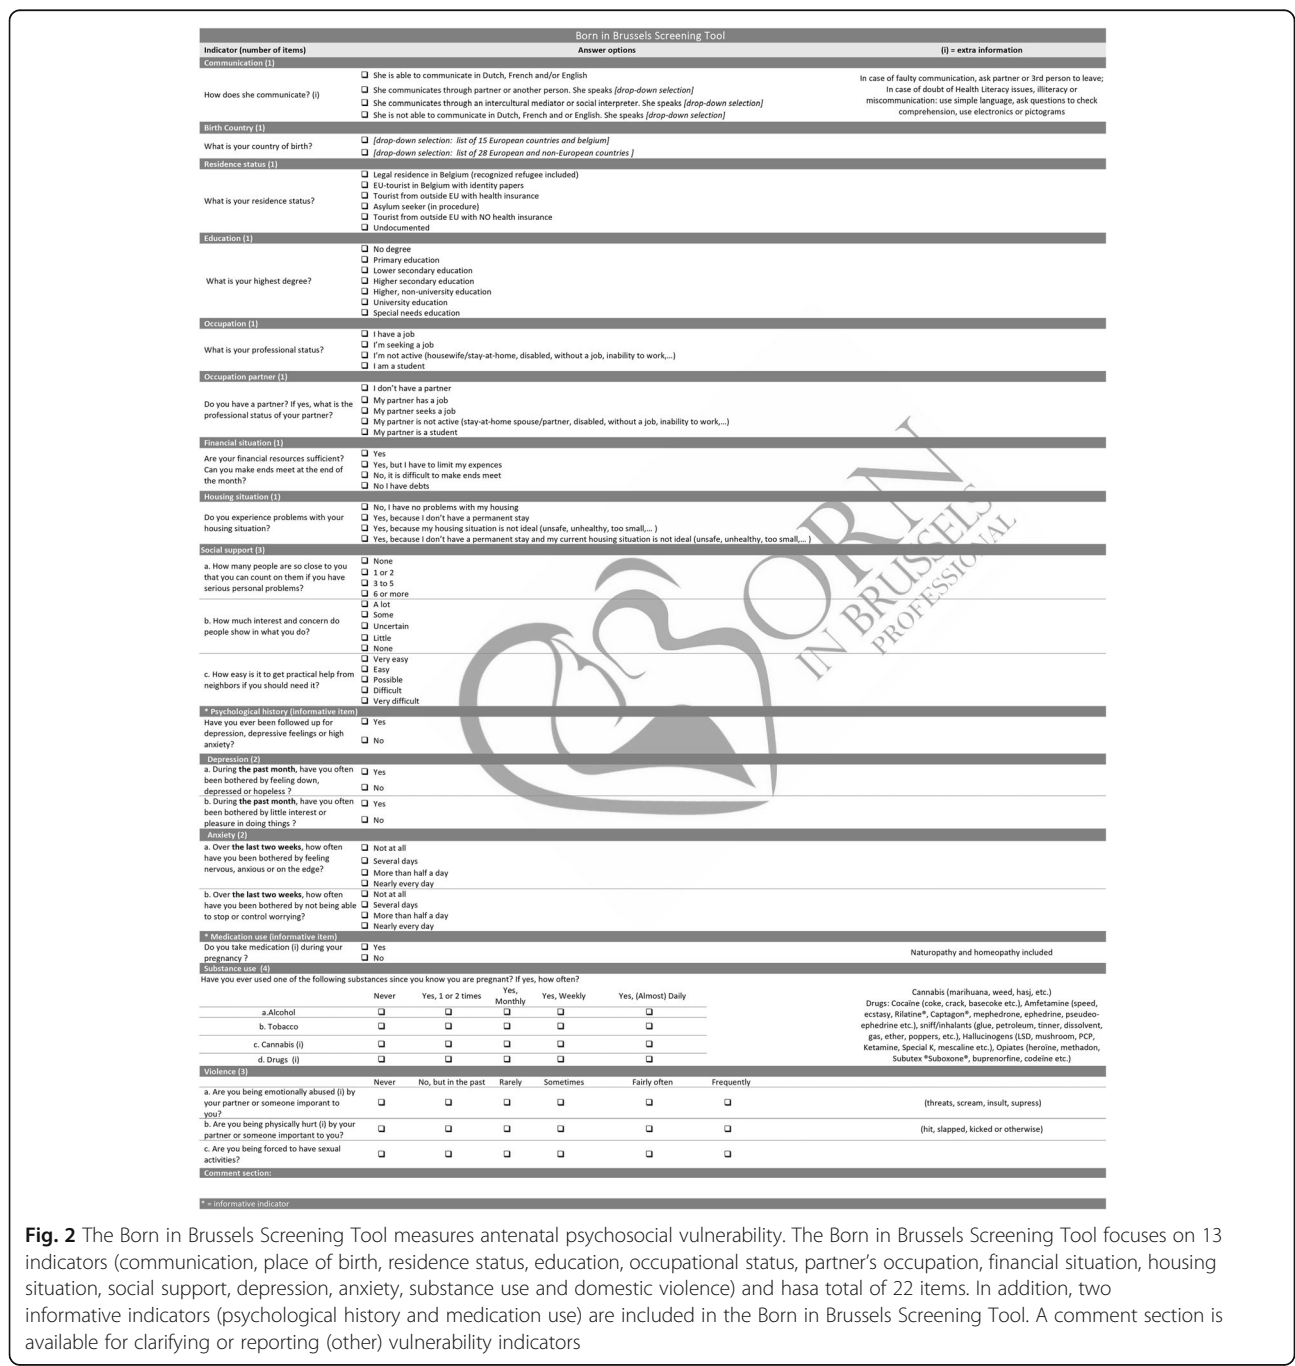 Born in Brussels Screening Tool
Indicator (number of items) Answer options (i) = extra information
Communication (1)
How does she communicate? (i)
❑ She is able to communicate in Dutch, French and/or English
❑ She communicates through partner or another person. She speaks [drop-down selection]
❑ She communicates through an intercultural mediator or social interpreter. She speaks [drop-down selection]
❑ She is not able to communicate in Dutch, French and or English. She speaks [drop-down selection]
In case of faulty communication, ask partner or 3rd person to leave;
In case of doubt of Health Literacy issues, illiteracy or
miscommunication: use simple language, ask questions to check
comprehension, use electronics or pictograms
Birth Country (1)
What is your country of birth?
❑ [drop-down selection: list of 15 European countries and belgium]
❑ [drop-down selection: list of 28 European and non-European countries ]
Residence status (1)
What is your residence status?
❑ Legal residence in Belgium (recognized refugee included)
❑ EU-tourist in Belgium with identity papers
❑ Tourist from outside EU with health insurance
❑ Asylum seeker (in procedure)
❑ Tourist from outside EU with NO health insurance
❑ Undocumented
Education (1)
What is your highest degree?
❑ No degree
❑ Primary education
❑ Lower secondary education
❑ Higher secondary education
❑ Higher, non-university education
❑ University education
❑ Special needs education
Occupation (1)
What is your professional status?
❑ I have a job
❑ I'm seeking a job
❑ I'm not active (housewife/stay-at-home, disabled, without a job, inability to work,...)
❑ I am a student
Occupation partner (1)
Do you have a partner? If yes, what is the
professional status of your partner?
❑ I don't have a partner
❑ My partner has a job
❑ My partner seeks a job
❑ My partner is not active (stay-at-home spouse/partner, disabled, without a job, inability to work,...)
❑ My partner is a student
Financial situation (1)
Are your financial resources sufficient?
Can you make ends meet at the end of
the month?
❑ Yes
❑ Yes, but I have to limit my expences
❑ No, it is difficult to make ends meet
❑ No I have debts
Housing situation (1)
Do you experience problems with your
housing situation?
❑ No, I have no problems with my housing
❑ Yes, because I don't have a permanent stay
❑ Yes, because my housing situation is not ideal (unsafe, unhealthy, too small,... )
❑ Yes, because I don't have a permanent stay and my current housing situation is not ideal (unsafe, unhealthy, too small,... )
Social support (3)
a. How many people are so close to you
that you can count on them if you have
serious personal problems?
❑ None
❑ 1 or 2
❑ 3 to 5
❑ 6 or more
b. How much interest and concern do
people show in what you do?
❑ A lot
❑ Some
❑ Uncertain
❑ Little
❑ None
c. How easy is it to get practical help from
neighbors if you should need it?
❑ Very easy
❑ Easy
❑ Possible
❑ Difficult
❑ Very difficult
BORN
IN BRUSSELS
PROFESSIONAL
* Psychological history (informative item)
Have you ever been followed up for
depression, depressive feelings or high
anxiety?
❑ Yes
❑ No
Depression (2)
a. During the past month, have you often
been bothered by feeling down,
depressed or hopeless ?
❑ Yes
❑ No
b. During the past month, have you often
been bothered by little interest or
pleasure in doing things ?
❑ Yes
❑ No
Anxiety (2)
a. Over the last two weeks, how often
have you been bothered by feeling
nervous, anxious or on the edge?
❑ Not at all
❑ Several days
❑ More than half a day
❑ Nearly every day
b. Over the last two weeks, how often
have you been bothered by not being able
to stop or control worrying?
❑ Not at all
❑ Several days
❑ More than half a day
❑ Nearly every day
* Medication use (informative item)
Do you take medication (i) during your
pregnancy ?
❑ Yes
❑ No
Naturopathy and homeopathy included
Substance use (4)
Have you ever used one of the following substances since you know you are pregnant? If yes, how often?
Never Yes, 1 or 2 times Yes, Monthly Yes, Weekly Yes, (Almost) Daily
a.Alcohol ❑ ❑ ❑ ❑ ❑
b. Tobacco ❑ ❑ ❑ ❑ ❑
c. Cannabis (i) ❑ ❑ ❑ ❑ ❑
d. Drugs (i) ❑ ❑ ❑ ❑ ❑
Cannabis (marihuana, weed, hasj, etc.)
Drugs: Cocaïne (coke, crack, basecoke etc.), Amfetamine (speed,
ecstasy, Rilatine®, Captagon®, mephedrone, ephedrine, pseudo-
ephedrine etc.), sniff/inhalants (glue, petroleum, tinner, dissolvent,
gas, ether, poppers, etc.), Hallucinogens (LSD, mushroom, PCP,
Ketamine, Special K, mescaline etc.), Opiates (heroïne, methadon,
Subutex ®Suboxone®, buprenorfine, codeïne etc.)
Violence (3)
Never No, but in the past Rarely Sometimes Fairly often Frequently
a. Are you being emotionally abused (i) by
your partner or someone imporant to
you?
❑ ❑ ❑ ❑ ❑ ❑
(threats, scream, insult, supress)
b. Are you being physically hurt (i) by your
partner or someone important to you?
❑ ❑ ❑ ❑ ❑ ❑
(hit, slapped, kicked or otherwise)
c. Are you being forced to have sexual
activities?
❑ ❑ ❑ ❑ ❑ ❑
Comment section:
* = informative indicator
Fig. 2 The Born in Brussels Screening Tool measures antenatal psychosocial vulnerability. The Born in Brussels Screening Tool focuses on 13
indicators (communication, place of birth, residence status, education, occupational status, partner's occupation, financial situation, housing
situation, social support, depression, anxiety, substance use and domestic violence) and hasa total of 22 items. In addition, two
informative indicators (psychological history and medication use) are included in the Born in Brussels Screening Tool. A comment section is
available for clarifying or reporting (other) vulnerability indicators